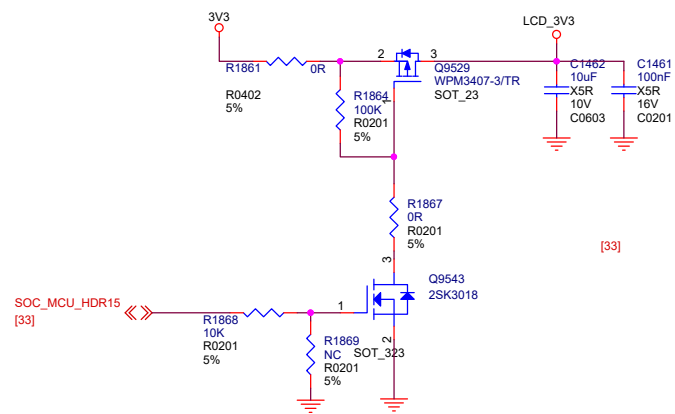 3V3
LCD_3V3
R1861
0R
R0402
5%
2
3
Q9529
WPM3407-3/TR
SOT_23
1
R1864
100K
R0201
5%
C1462
10uF
X5R
10V
C0603
C1461
100nF
X5R
16V
C0201
R1867
0R
R0201
5%
[33]
3
Q9543
2SK3018
SOC_MCU_HDR15
[33]
1
R1868
10K
R0201
5%
2
SOT_323
R1869
NC
R0201
5%